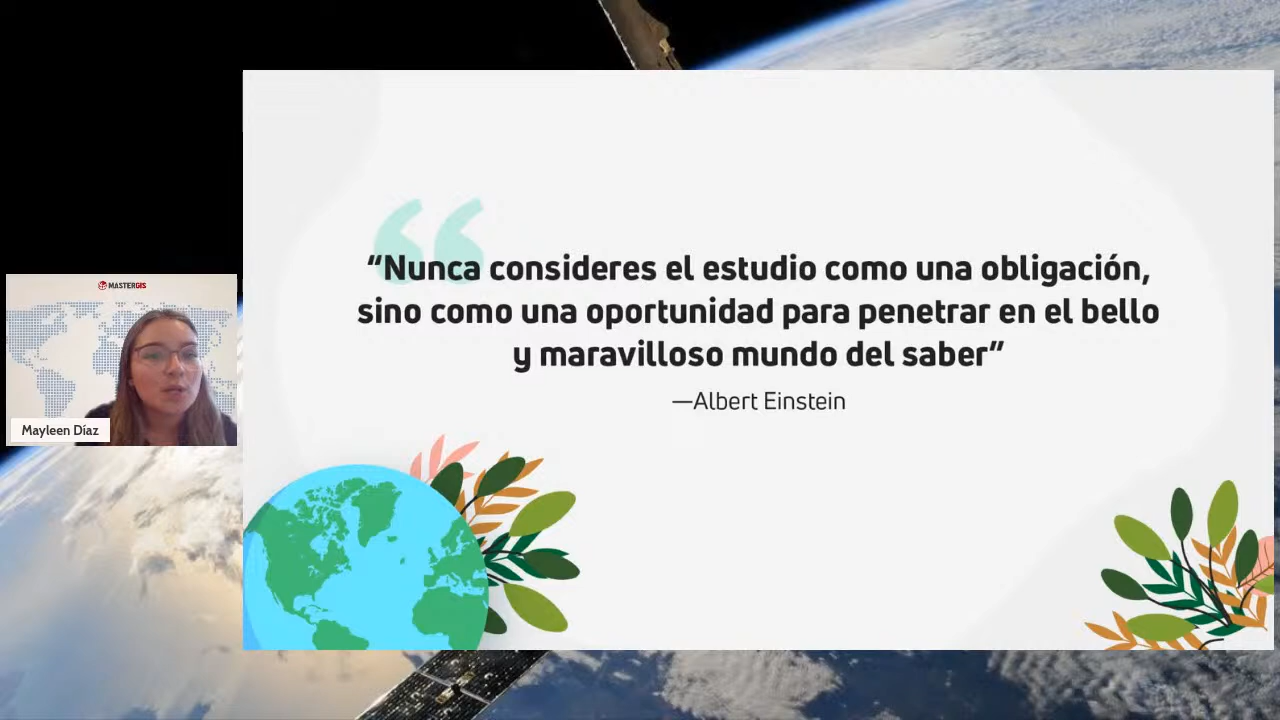 MASTERGIS
Mayleen Díaz
“Nunca consideres el estudio como una obligación,
sino como una oportunidad para penetrar en el bello
y maravilloso mundo del saber”
—Albert Einstein